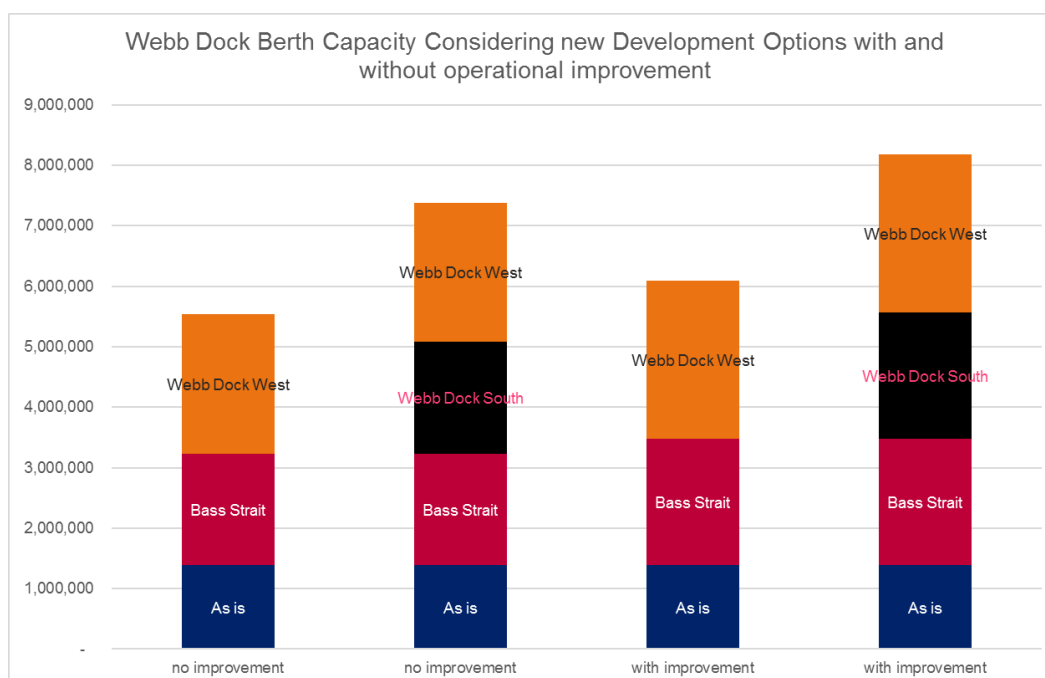 Webb Dock Berth Capacity Considering new Development Options with and
without operational improvement
9,000,000
8,000,000
7,000,000
6,000,000
5,000,000
4,000,000
3,000,000
2,000,000
1,000,000
-
Webb Dock West
Bass Strait
As is
Webb Dock West
Webb Dock South
Bass Strait
As is
Webb Dock West
Bass Strait
As is
Webb Dock West
Webb Dock South
Bass Strait
As is
no improvement
no improvement
with improvement
with improvement